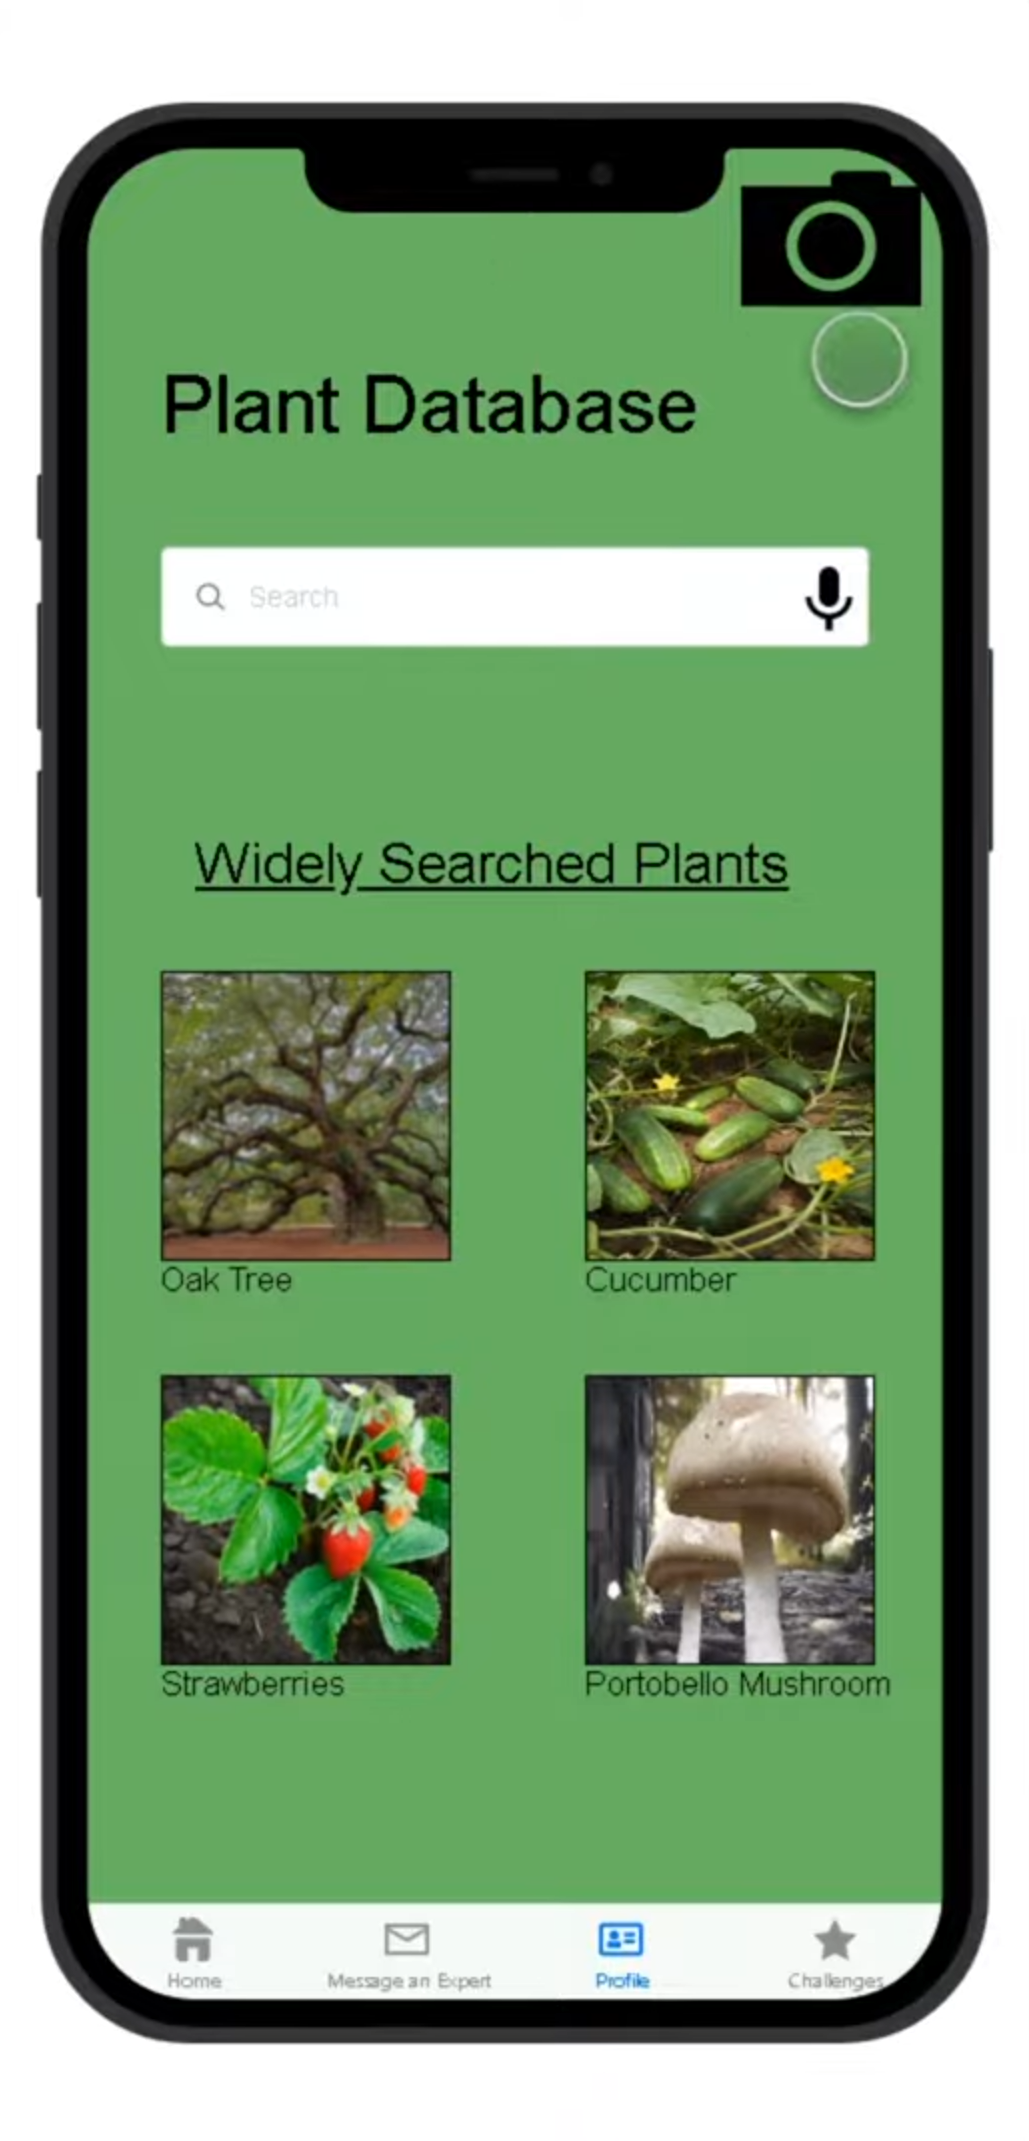 Plant Database
Search
Widely Searched Plants
Oak Tree
Cucumber
Strawberries
Portobello Mushroom
Home
Message an Expert
Profile
Challenges